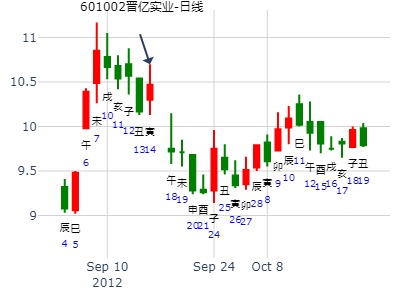 601002晋亿实业-日线
11
10.5
10
9.5
9
辰
4
巳
5
午
6
未
7
戌
10
亥
11
子
12
丑
13
寅
14
午
18
未
19
申
20
酉
21
子
24
丑
25
寅
26
卯
27
辰
28
寅
8
卯
9
辰
10
巳
11
午
12
酉
15
戌
16
亥
17
子
18
丑
19
Sep 10
2012
Sep 24
Oct 8